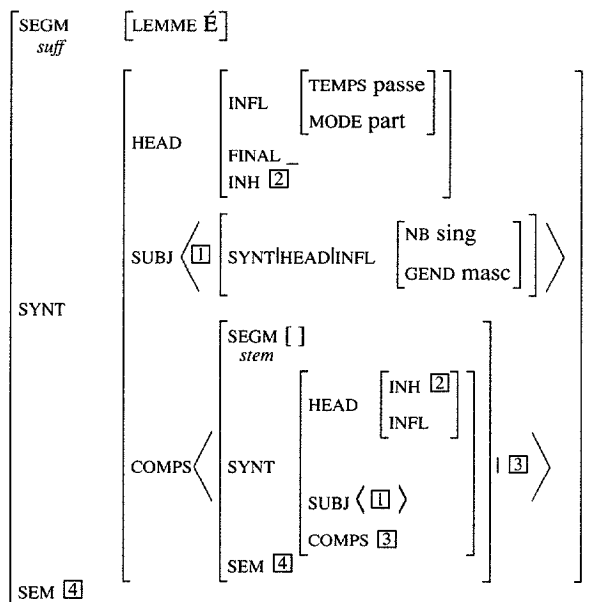 SEGM [LEMME É]
suff
TEMPS passe
INFL
MODE part
HEAD
FINAL _
INH 2
NB sing
SUBJ ⟨ 1 [SYNT|HEAD|INFL
GEND masc
SYNT
SEGM [ ]
stem
INH 2
HEAD
INFL
COMPS ⟨ SYNT | 3 ⟩
SUBJ ⟨ 1 ⟩
COMPS 3
SEM 4
SEM 4